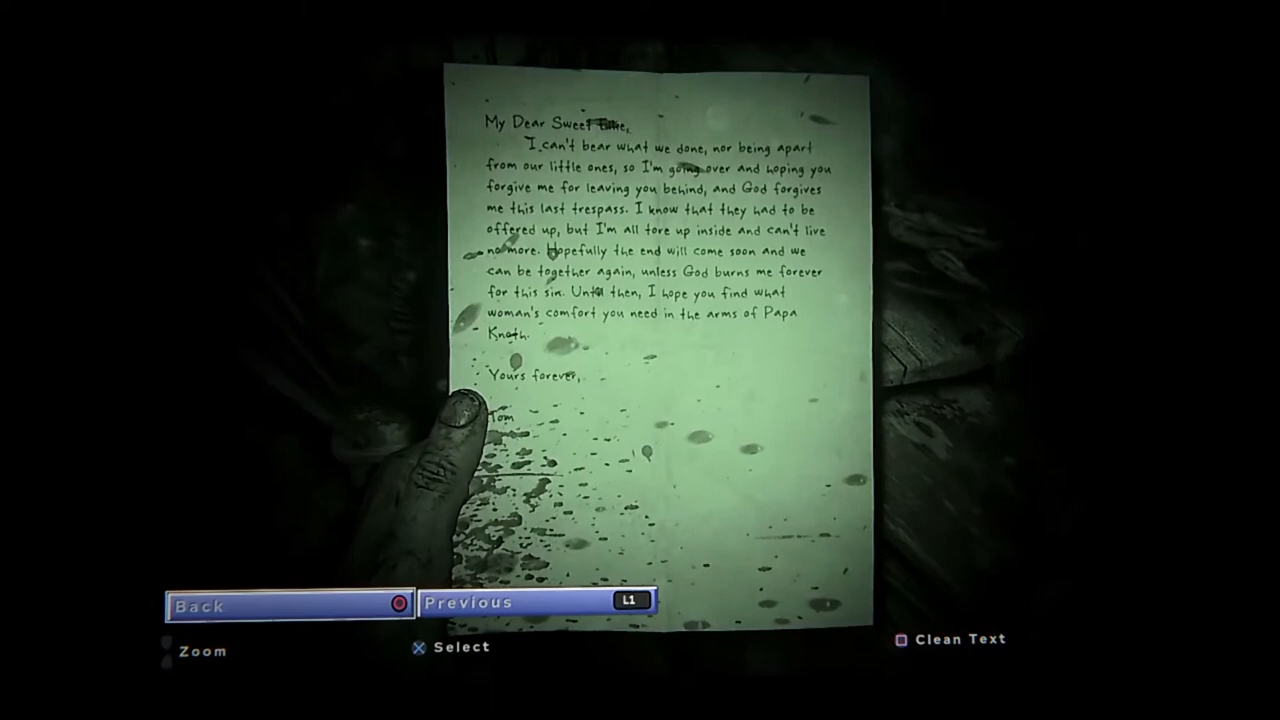 My Dear Sweet
I can't bear what we done, nor being apart
from our little ones, so I'm going over and hoping you
forgive me for leaving you behind, and God forgives
me this last trespass. I know that they had to be
offered up, but I'm all tore up inside and can't live
no more. Hopefully the end will come soon and we
can be together again, unless God burns me forever
for this sin. Until then, I hope you find what
woman's comfort you need in the arms of Papa
Knoth.
Yours forever,
Tom
Back
Previous L1
Zoom
Select
Clean Text